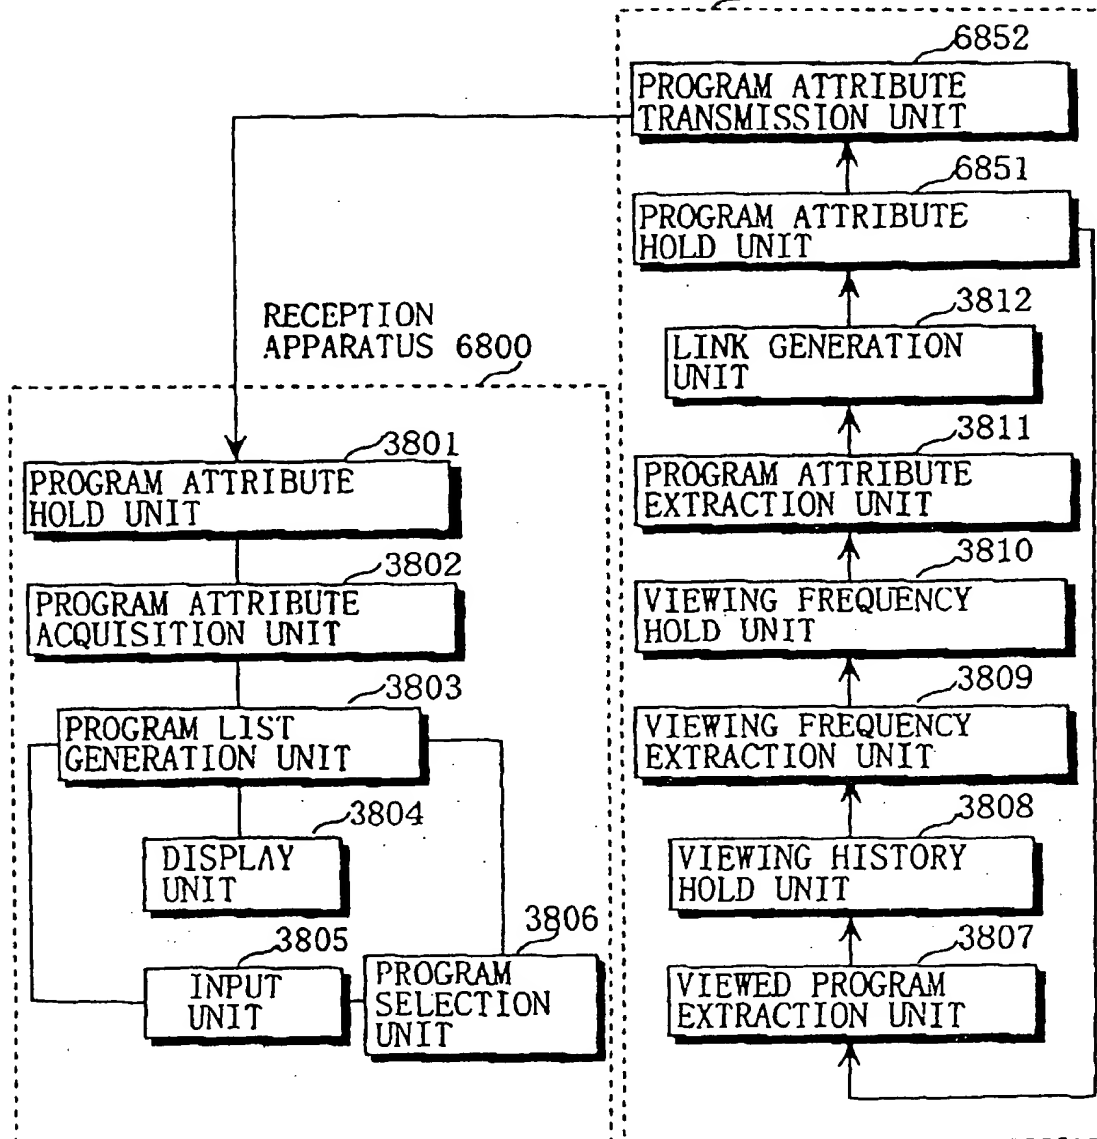 6852
PROGRAM ATTRIBUTE
TRANSMISSION UNIT
6851
PROGRAM ATTRIBUTE
HOLD UNIT
3812
LINK GENERATION
UNIT
3811
PROGRAM ATTRIBUTE
EXTRACTION UNIT
3810
VIEWING FREQUENCY
HOLD UNIT
3809
VIEWING FREQUENCY
EXTRACTION UNIT
3808
VIEWING HISTORY
HOLD UNIT
3807
VIEWED PROGRAM
EXTRACTION UNIT
RECEPTION
APPARATUS 6800
3801
PROGRAM ATTRIBUTE
HOLD UNIT
3802
PROGRAM ATTRIBUTE
ACQUISITION UNIT
3803
PROGRAM LIST
GENERATION UNIT
3804
DISPLAY
UNIT
3805
INPUT
UNIT
3806
PROGRAM
SELECTION
UNIT